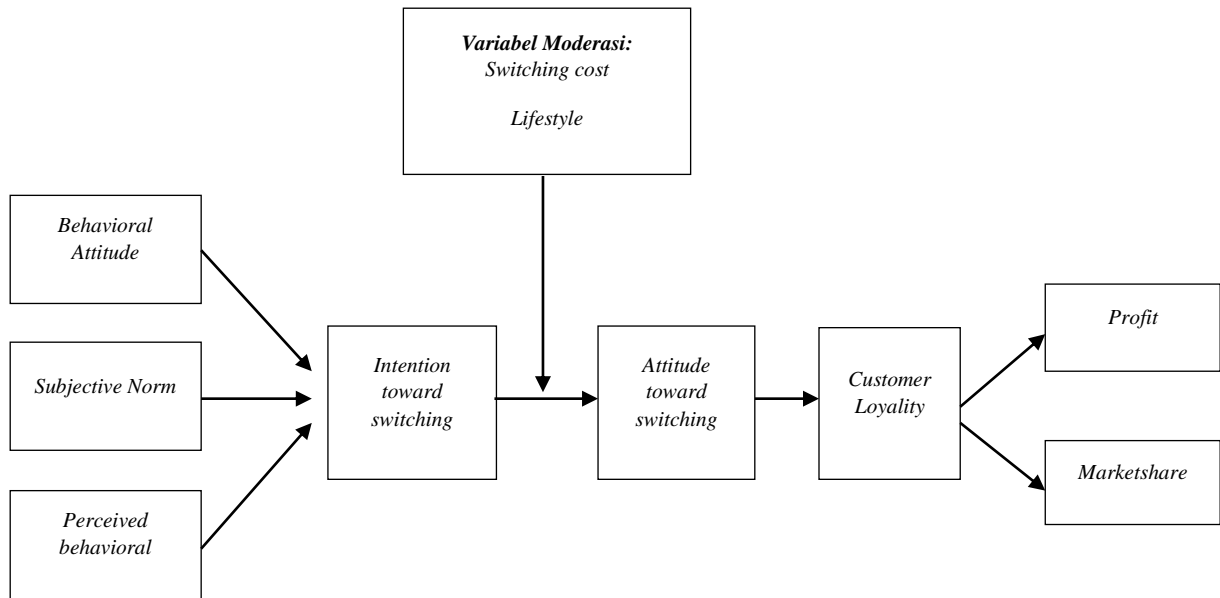 Variabel Moderasi:
Switching cost
Lifestyle
Behavioral
Attitude
Subjective Norm
Perceived
behavioral
Intention
toward
switching
Attitude
toward
switching
Customer
Loyality
Profit
Marketshare